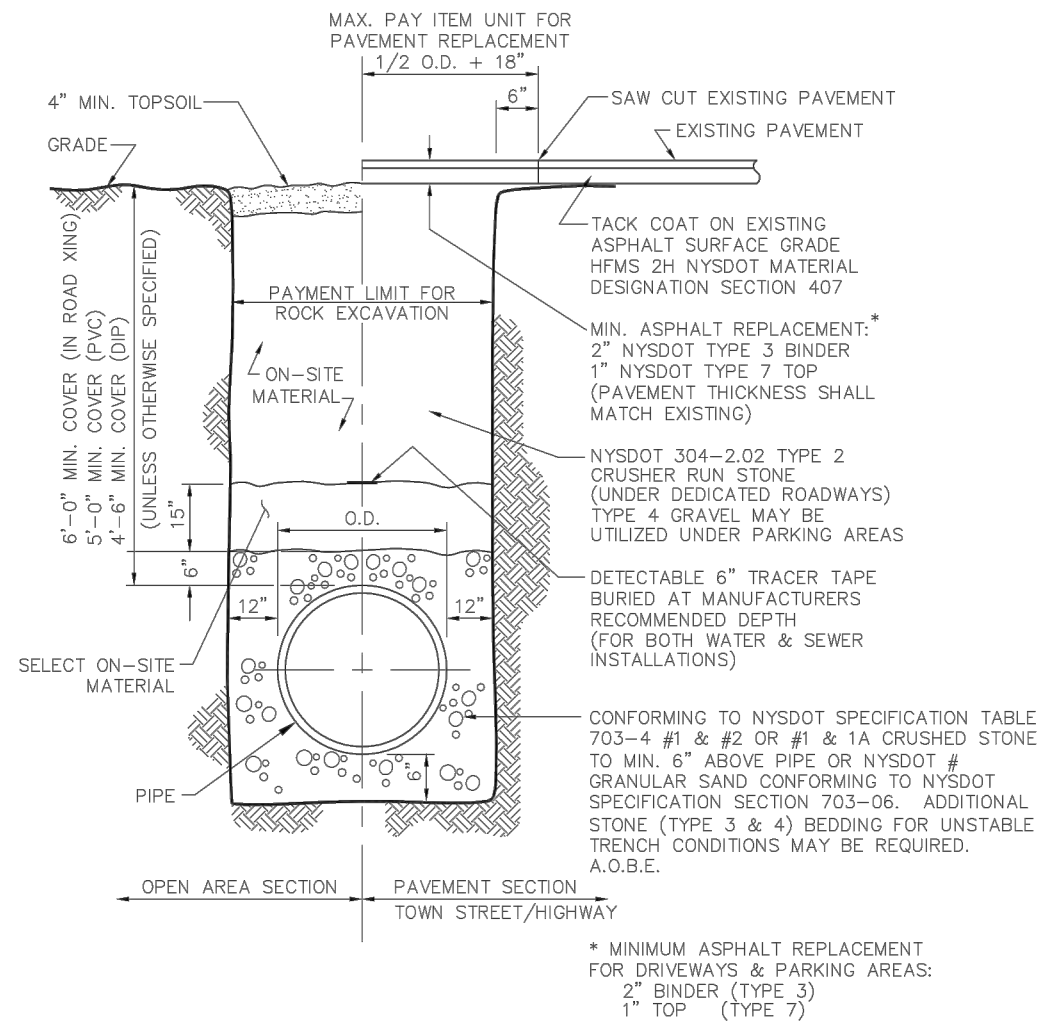 MAX. PAY ITEM UNIT FOR
PAVEMENT REPLACEMENT
1/2 O.D. + 18"
6"
4" MIN. TOPSOIL
GRADE
SAW CUT EXISTING PAVEMENT
EXISTING PAVEMENT
TACK COAT ON EXISTING
ASPHALT SURFACE GRADE
HFMS 2H NYSDOT MATERIAL
DESIGNATION SECTION 407
6'-0" MIN. COVER (IN ROAD XING)
5'-0" MIN. COVER (PVC)
4'-6" MIN. COVER (DIP)
(UNLESS OTHERWISE SPECIFIED)
PAYMENT LIMIT FOR
ROCK EXCAVATION
MIN. ASPHALT REPLACEMENT:*
2" NYSDOT TYPE 3 BINDER
1" NYSDOT TYPE 7 TOP
(PAVEMENT THICKNESS SHALL
MATCH EXISTING)
ON-SITE
MATERIAL
NYSDOT 304-2.02 TYPE 2
CRUSHER RUN STONE
(UNDER DEDICATED ROADWAYS)
TYPE 4 GRAVEL MAY BE
UTILIZED UNDER PARKING AREAS
15"
O.D.
6"
12"
12"
DETECTABLE 6" TRACER TAPE
BURIED AT MANUFACTURERS
RECOMMENDED DEPTH
(FOR BOTH WATER & SEWER
INSTALLATIONS)
SELECT ON-SITE
MATERIAL
CONFORMING TO NYSDOT SPECIFICATION TABLE
703-4 #1 & #2 OR #1 & 1A CRUSHED STONE
TO MIN. 6" ABOVE PIPE OR NYSDOT #
GRANULAR SAND CONFORMING TO NYSDOT
SPECIFICATION SECTION 703-06. ADDITIONAL
STONE (TYPE 3 & 4) BEDDING FOR UNSTABLE
TRENCH CONDITIONS MAY BE REQUIRED.
A.O.B.E.
6"
PIPE
OPEN AREA SECTION
PAVEMENT SECTION
TOWN STREET/HIGHWAY
* MINIMUM ASPHALT REPLACEMENT
FOR DRIVEWAYS & PARKING AREAS:
2" BINDER (TYPE 3)
1" TOP (TYPE 7)